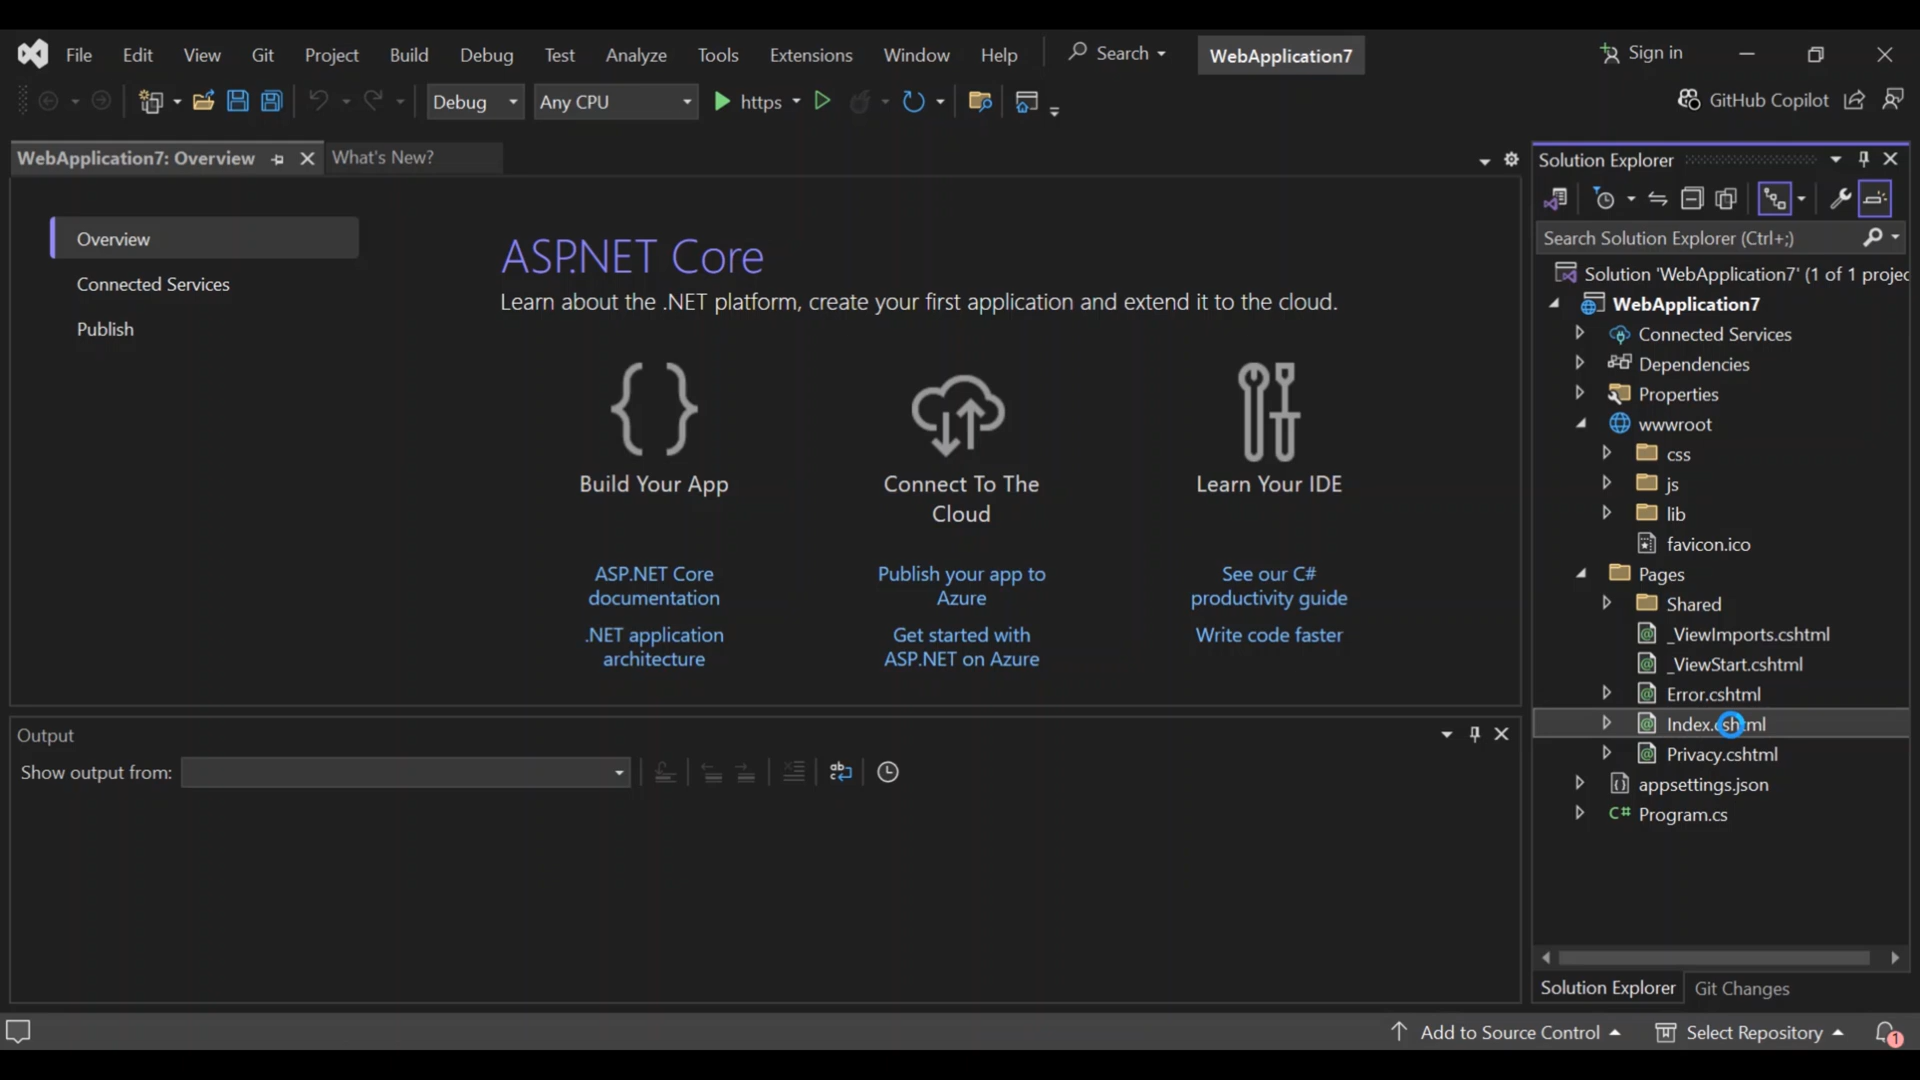 File Edit View Git Project Build Debug Test Analyze Tools Extensions Window Help Search WebApplication7 Sign in
Debug Any CPU https GitHub Copilot
WebApplication7: Overview What's New?
Overview
Connected Services
Publish
ASP.NET Core
Learn about the .NET platform, create your first application and extend it to the cloud.
Build Your App
ASP.NET Core
documentation
.NET application
architecture
Connect To The
Cloud
Publish your app to
Azure
Get started with
ASP.NET on Azure
Learn Your IDE
See our C#
productivity guide
Write code faster
Output
Show output from:
Solution Explorer
Search Solution Explorer (Ctrl+;)
Solution 'WebApplication7' (1 of 1 projec
WebApplication7
Connected Services
Dependencies
Properties
wwwroot
css
js
lib
favicon.ico
Pages
Shared
_ViewImports.cshtml
_ViewStart.cshtml
Error.cshtml
Index.cshtml
Privacy.cshtml
appsettings.json
C# Program.cs
Solution Explorer Git Changes
Add to Source Control Select Repository 1